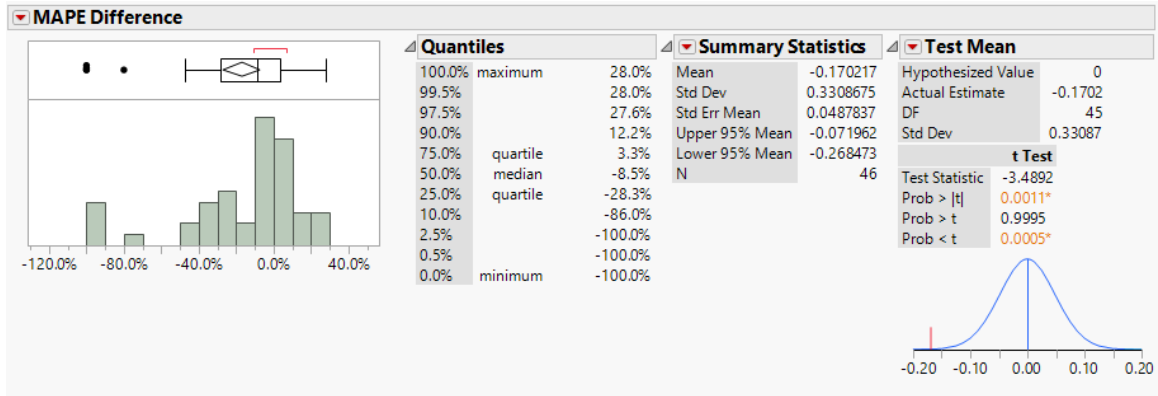 MAPE Difference
-120.0% -80.0% -40.0% 0.0% 40.0%
Quantiles
100.0% maximum 28.0%
99.5% 28.0%
97.5% 27.6%
90.0% 12.2%
75.0% quartile 3.3%
50.0% median -8.5%
25.0% quartile -28.3%
10.0% -86.0%
2.5% -100.0%
0.5% -100.0%
0.0% minimum -100.0%
Summary Statistics
Mean -0.170217
Std Dev 0.3308675
Std Err Mean 0.0487837
Upper 95% Mean -0.071962
Lower 95% Mean -0.268473
N 46
Test Mean
Hypothesized Value 0
Actual Estimate -0.1702
DF 45
Std Dev 0.33087
t Test
Test Statistic -3.4892
Prob > |t| 0.0011*
Prob > t 0.9995
Prob < t 0.0005*
-0.20 -0.10 0.00 0.10 0.20